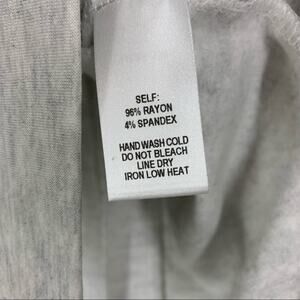 SELF:
96% RAYON
4% SPANDEX
HAND WASH COLD
DO NOT BLEACH
LINE DRY
IRON LOW HEAT